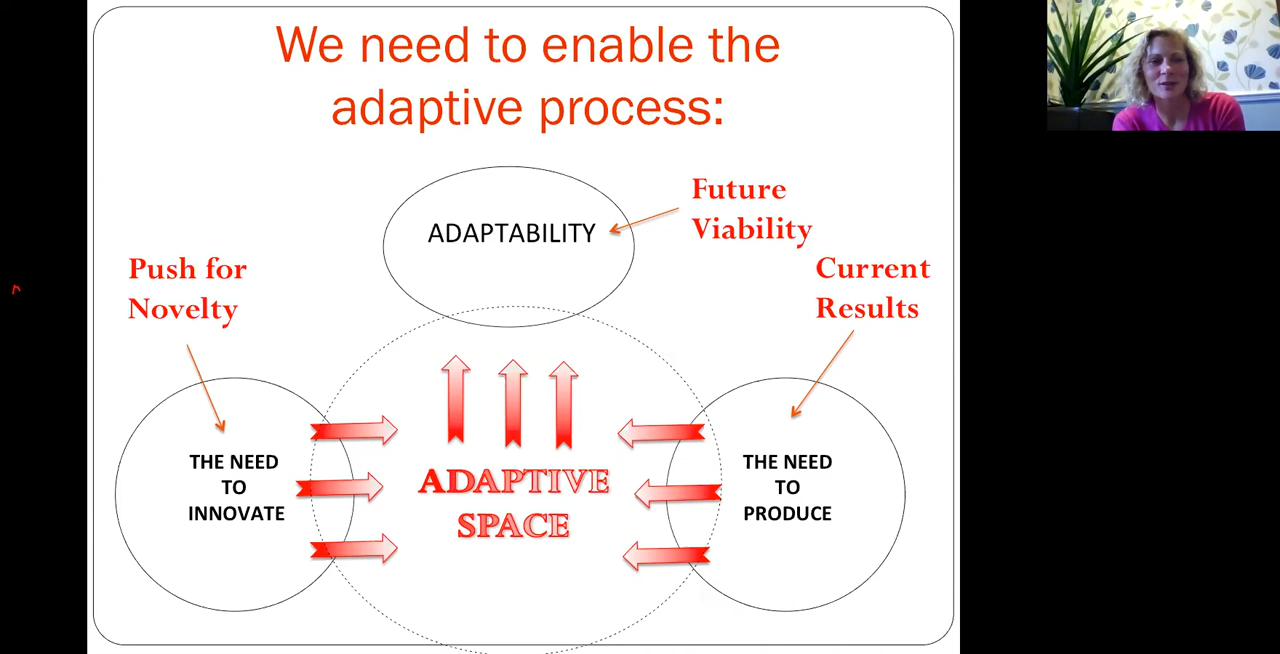 We need to enable the
adaptive process:
ADAPTABILITY
Future
Viability
Push for
Novelty
Current
Results
THE NEED
TO
INNOVATE
ADAPTIVE
SPACE
THE NEED
TO
PRODUCE